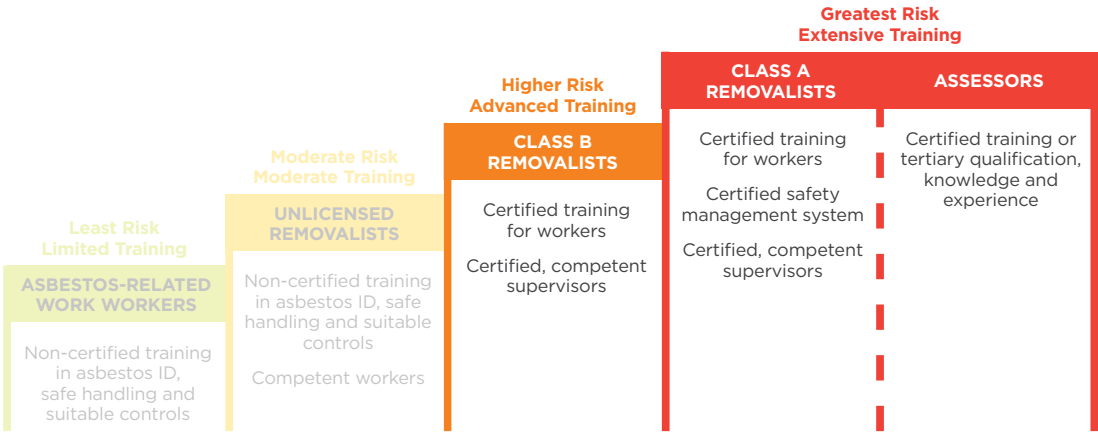 Least Risk
Limited Training
ASBESTOS-RELATED
WORK WORKERS
Non-certified training
in asbestos ID,
safe handling and
suitable controls
Moderate Risk
Moderate Training
UNLICENSED
REMOVALISTS
Non-certified training
in asbestos ID, safe
handling and suitable
controls
Competent workers
Higher Risk
Advanced Training
CLASS B
REMOVALISTS
Certified training
for workers
Certified, competent
supervisors
Greatest Risk
Extensive Training
CLASS A
REMOVALISTS
Certified training
for workers
Certified safety
management system
Certified, competent
supervisors
ASSESSORS
Certified training or
tertiary qualification,
knowledge and
experience